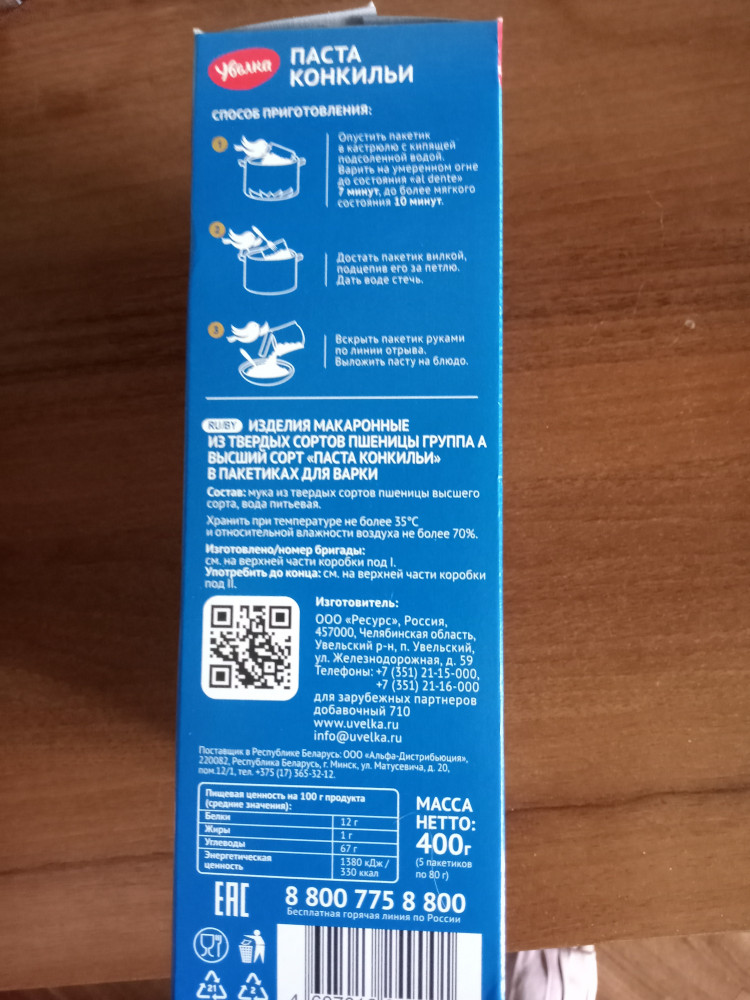 Увелка
ПАСТА
КОНКИЛЬИ
СПОСОБ ПРИГОТОВЛЕНИЯ:
1
Опустить пакетик
в кастрюлю с кипящей
подсоленной водой.
Варить на умеренном огне
до состояния «al dente»
7 минут, до более мягкого
состояния 10 минут.
2
Достать пакетик вилкой,
подцепив его за петлю.
Дать воде стечь.
3
Вскрыть пакетик руками
по линии отрыва.
Выложить пасту на блюдо.
RU/BY ИЗДЕЛИЯ МАКАРОННЫЕ
ИЗ ТВЕРДЫХ СОРТОВ ПШЕНИЦЫ ГРУППА А
ВЫСШИЙ СОРТ «ПАСТА КОНКИЛЬИ»
В ПАКЕТИКАХ ДЛЯ ВАРКИ
Состав: мука из твердых сортов пшеницы высшего
сорта, вода питьевая.
Хранить при температуре не более 35°С
и относительной влажности воздуха не более 70%.
Изготовлено/номер бригады:
см. на верхней части коробки под I.
Употребить до конца: см. на верхней части коробки
под II.
Изготовитель:
ООО «Ресурс», Россия,
457000, Челябинская область,
Увельский р-н, п. Увельский,
ул. Железнодорожная, д. 59
Телефоны: +7 (351) 21-15-000,
+7 (351) 21-16-000
для зарубежных партнеров
добавочный 710
www.uvelka.ru
info@uvelka.ru
Поставщик в Республике Беларусь: ООО «Альфа-Дистрибьюция»,
220082, Республика Беларусь, г. Минск, ул. Матусевича, д. 20,
пом.12/1, тел. +375 (17) 365-32-12.
Пищевая ценность на 100 г продукта
(средние значения):
Белки 12 г
Жиры 1 г
Углеводы 67 г
Энергетическая
ценность 1380 кДж /
330 ккал
МАССА
НЕТТО:
400г
(5 пакетиков
по 80 г)
EAC
8 800 775 8 800
Бесплатная горячая линия по России
21
2